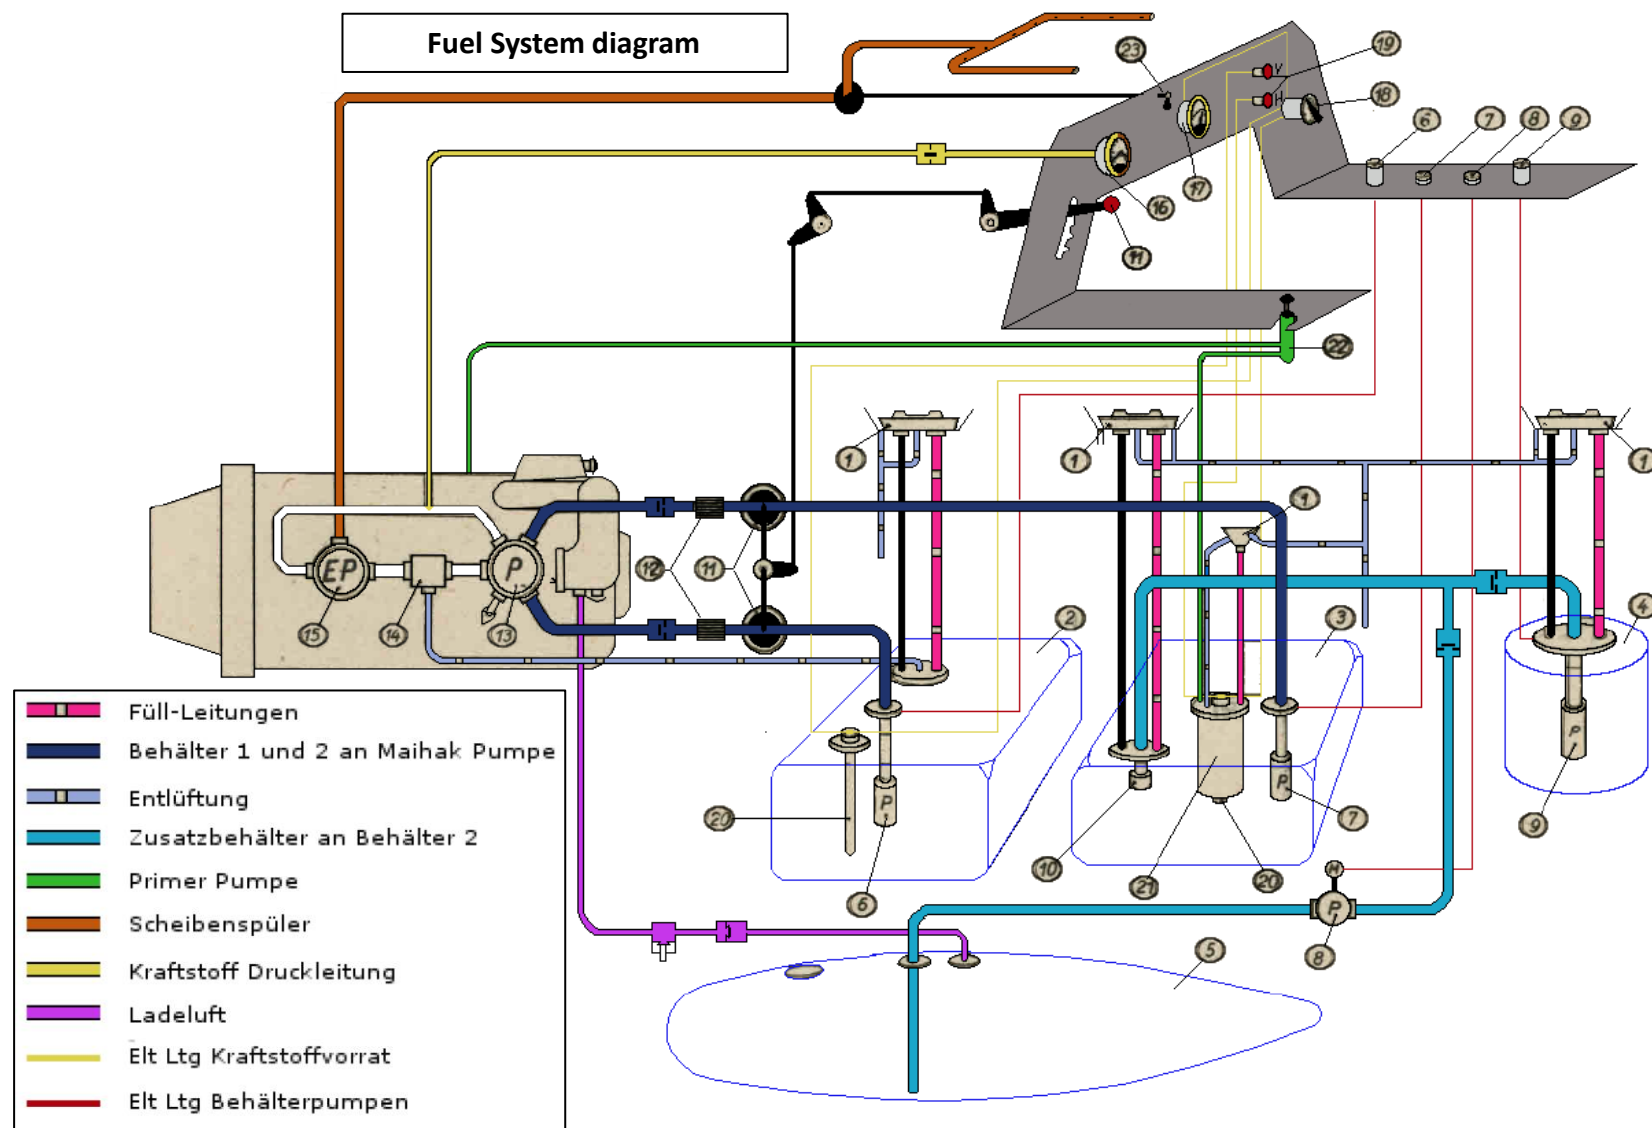 Fuel System diagram
23
19
V
H
18
6
7
8
9
17
16
11
22
1
1
1
1
12
11
EP
P
15
14
13
2
3
4
P
P
P
20
6
10
21
20
7
9
M
P
8
5
Füll-Leitungen
Behälter 1 und 2 an Maihak Pumpe
Entlüftung
Zusatzbehälter an Behälter 2
Primer Pumpe
Scheibenspüler
Kraftstoff Druckleitung
Ladeluft
Elt Ltg Kraftstoffvorrat
Elt Ltg Behälterpumpen